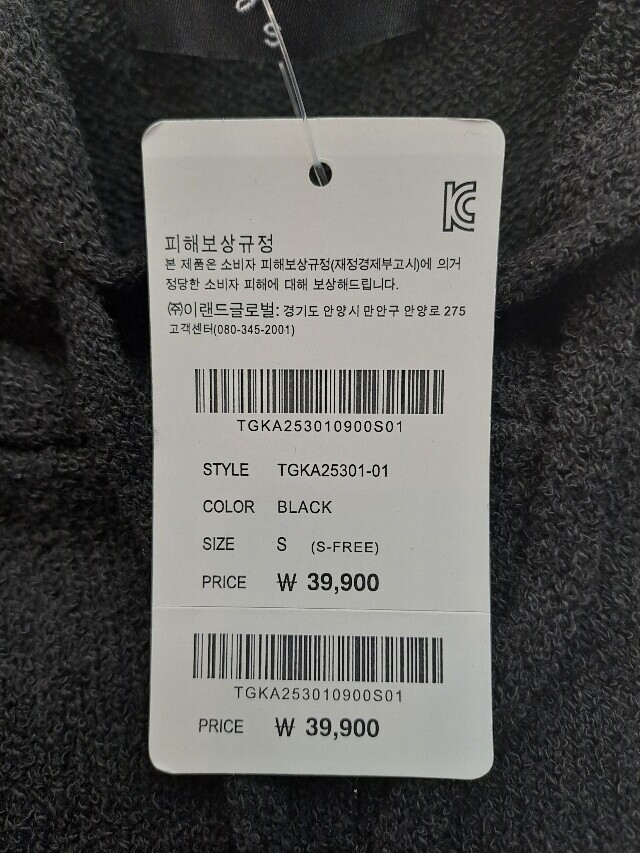 S
KC
피해보상규정
본 제품은 소비자 피해보상규정(재정경제부고시)에 의거
정당한 소비자 피해에 대해 보상해드립니다.
㈜이랜드글로벌: 경기도 안양시 만안구 안양로 275
고객센터(080-345-2001)
TGKA253010900S01
STYLE TGKA25301-01
COLOR BLACK
SIZE S (S-FREE)
PRICE ₩ 39,900
TGKA253010900S01
PRICE ₩ 39,900